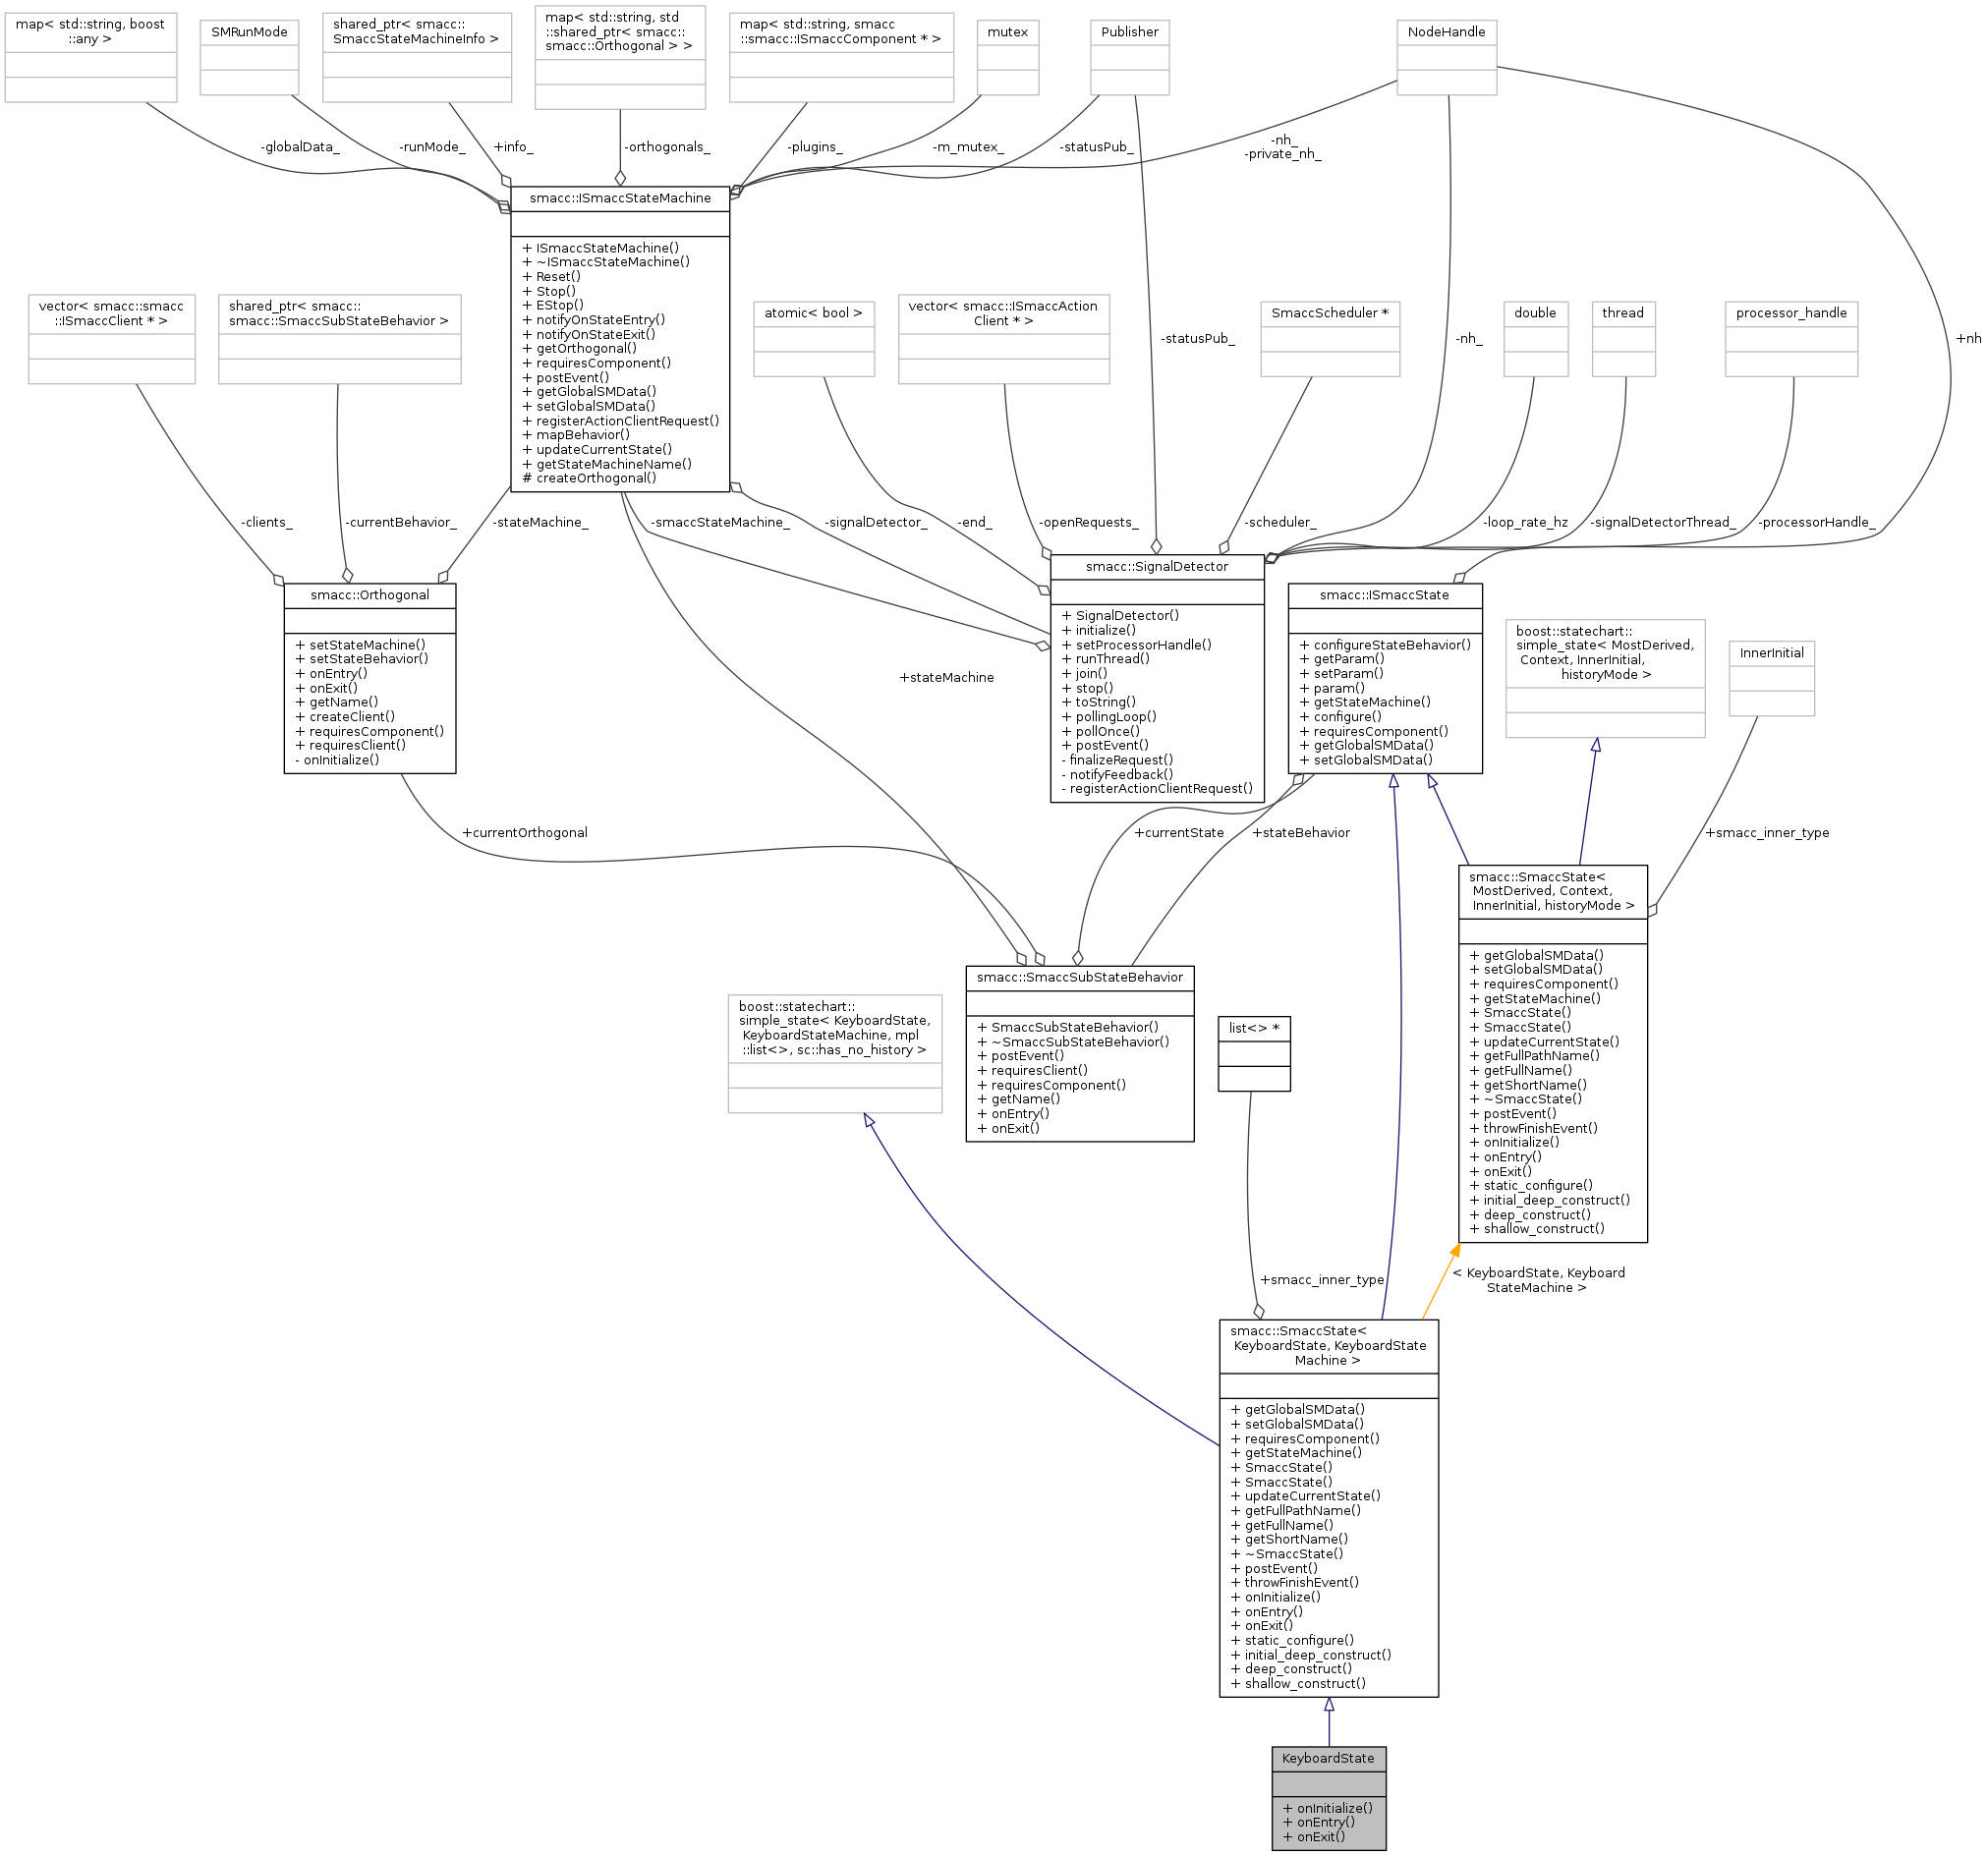 map< std::string, boost
::any >
SMRunMode
shared_ptr< smacc::
SmaccStateMachineInfo >
map< std::string, std
::shared_ptr< smacc::
smacc::Orthogonal > >
map< std::string, smacc
::smacc::ISmaccComponent * >
mutex
Publisher
NodeHandle
-globalData_
-runMode_
+info_
-orthogonals_
-plugins_
-m_mutex_
-statusPub_
-nh_
-private_nh_
smacc::ISmaccStateMachine
+ ISmaccStateMachine()
+ ~ISmaccStateMachine()
+ Reset()
+ Stop()
+ EStop()
+ notifyOnStateEntry()
+ notifyOnStateExit()
+ getOrthogonal()
+ requiresComponent()
+ postEvent()
+ getGlobalSMData()
+ setGlobalSMData()
+ registerActionClientRequest()
+ mapBehavior()
+ updateCurrentState()
+ getStateMachineName()
# createOrthogonal()
vector< smacc::smacc
::ISmaccClient * >
shared_ptr< smacc::
smacc::SmaccSubStateBehavior >
atomic< bool >
vector< smacc::ISmaccAction
Client * >
SmaccScheduler *
double
thread
processor_handle
-statusPub_
-nh_
+nh
-clients_
-currentBehavior_
-stateMachine_
-smaccStateMachine_
-signalDetector_
-end_
-openRequests_
-scheduler_
-loop_rate_hz
-signalDetectorThread_
-processorHandle_
smacc::Orthogonal
+ setStateMachine()
+ setStateBehavior()
+ onEntry()
+ onExit()
+ getName()
+ createClient()
+ requiresComponent()
+ requiresClient()
- onInitialize()
smacc::SignalDetector
+ SignalDetector()
+ initialize()
+ setProcessorHandle()
+ runThread()
+ join()
+ stop()
+ toString()
+ pollingLoop()
+ pollOnce()
+ postEvent()
- finalizeRequest()
- notifyFeedback()
- registerActionClientRequest()
smacc::ISmaccState
+ configureStateBehavior()
+ getParam()
+ setParam()
+ param()
+ getStateMachine()
+ configure()
+ requiresComponent()
+ getGlobalSMData()
+ setGlobalSMData()
boost::statechart::
simple_state< MostDerived,
Context, InnerInitial,
historyMode >
InnerInitial
+stateMachine
+currentOrthogonal
+currentState
+stateBehavior
+smacc_inner_type
smacc::SmaccState<
MostDerived, Context,
InnerInitial, historyMode >
+ getGlobalSMData()
+ setGlobalSMData()
+ requiresComponent()
+ getStateMachine()
+ SmaccState()
+ SmaccState()
+ updateCurrentState()
+ getFullPathName()
+ getFullName()
+ getShortName()
+ ~SmaccState()
+ postEvent()
+ throwFinishEvent()
+ onInitialize()
+ onEntry()
+ onExit()
+ static_configure()
+ initial_deep_construct()
+ deep_construct()
+ shallow_construct()
smacc::SmaccSubStateBehavior
+ SmaccSubStateBehavior()
+ ~SmaccSubStateBehavior()
+ postEvent()
+ requiresClient()
+ requiresComponent()
+ getName()
+ onEntry()
+ onExit()
boost::statechart::
simple_state< KeyboardState,
KeyboardStateMachine, mpl
::list<>, sc::has_no_history >
list<> *
+smacc_inner_type
< KeyboardState, Keyboard
StateMachine >
smacc::SmaccState<
KeyboardState, KeyboardState
Machine >
+ getGlobalSMData()
+ setGlobalSMData()
+ requiresComponent()
+ getStateMachine()
+ SmaccState()
+ SmaccState()
+ updateCurrentState()
+ getFullPathName()
+ getFullName()
+ getShortName()
+ ~SmaccState()
+ postEvent()
+ throwFinishEvent()
+ onInitialize()
+ onEntry()
+ onExit()
+ static_configure()
+ initial_deep_construct()
+ deep_construct()
+ shallow_construct()
KeyboardState
+ onInitialize()
+ onEntry()
+ onExit()